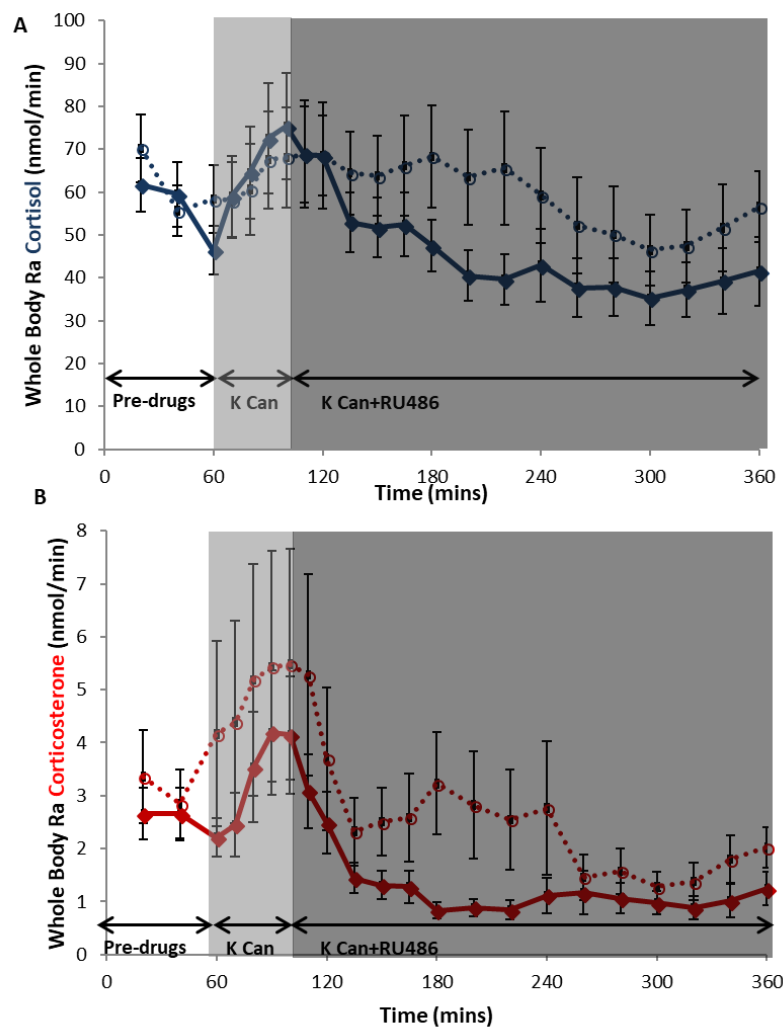 A
Whole Body Ra Cortisol (nmol/min)
100
90
80
70
60
50
40
30
20
10
0
Pre-drugs
K Can
K Can+RU486
0
60
120
180
240
300
360
Time (mins)
B
Whole Body Ra Corticosterone (nmol/min)
8
7
6
5
4
3
2
1
0
Pre-drugs
K Can
K Can+RU486
0
60
120
180
240
300
360
Time (mins)